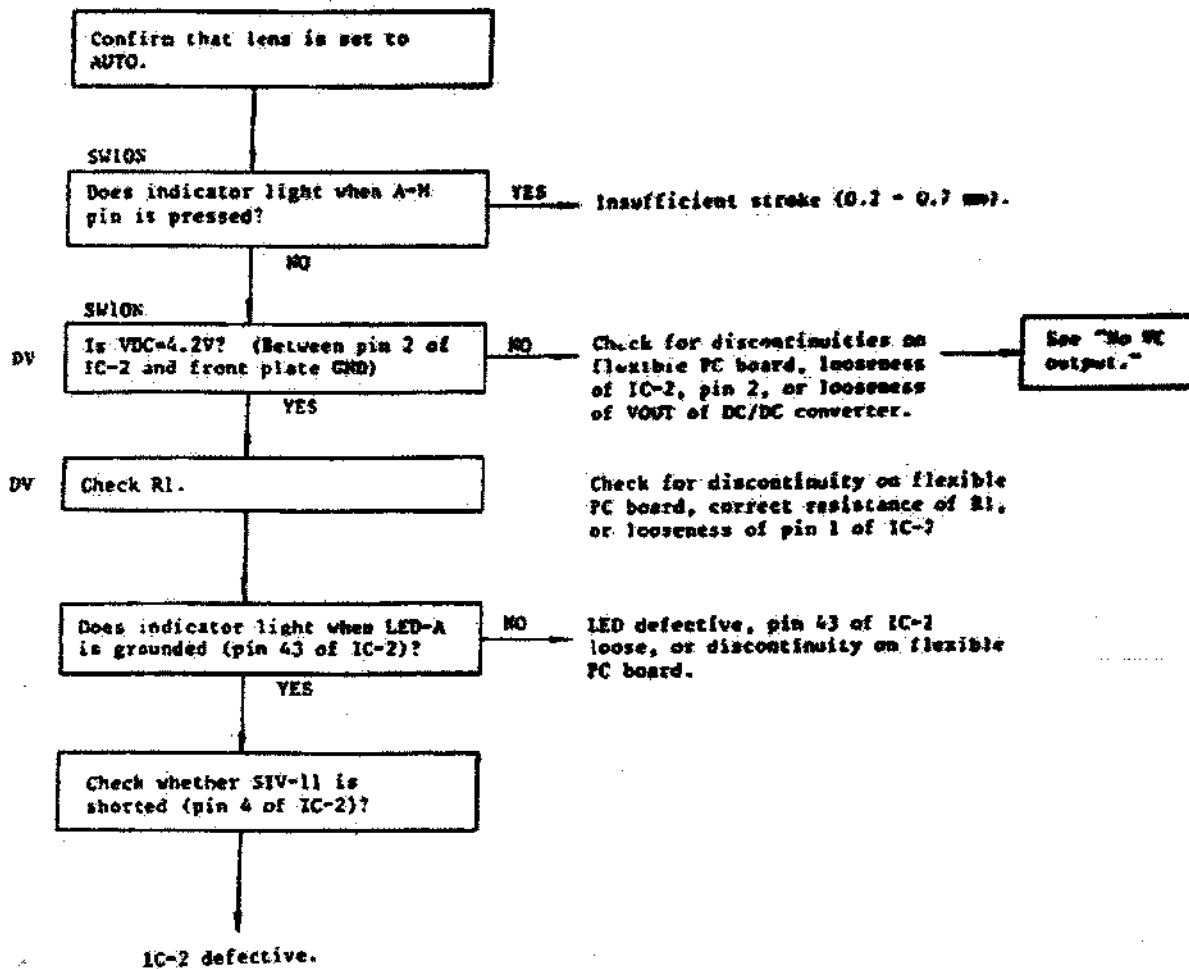 Confirm that lens is set to
AUTO.
SW1ON
Does indicator light when A-M
pin is pressed?
YES
Insufficient stroke (0.2 - 0.7 mm).
NO
SW1ON
DV
Is VDC=4.2V? (Between pin 2 of
IC-2 and front plate GND)
NO
Check for discontinuities on
flexible PC board, looseness
of IC-2, pin 2, or looseness
of VOUT of DC/DC converter.
See "No VC
output."
YES
DV
Check R1.
Check for discontinuity on flexible
PC board, correct resistance of R1,
or looseness of pin 1 of IC-2
Does indicator light when LED-A
is grounded (pin 43 of IC-2)?
NO
LED defective, pin 43 of IC-2
loose, or discontinuity on flexible
PC board.
YES
Check whether SIV-11 is
shorted (pin 4 of IC-2)?
IC-2 defective.